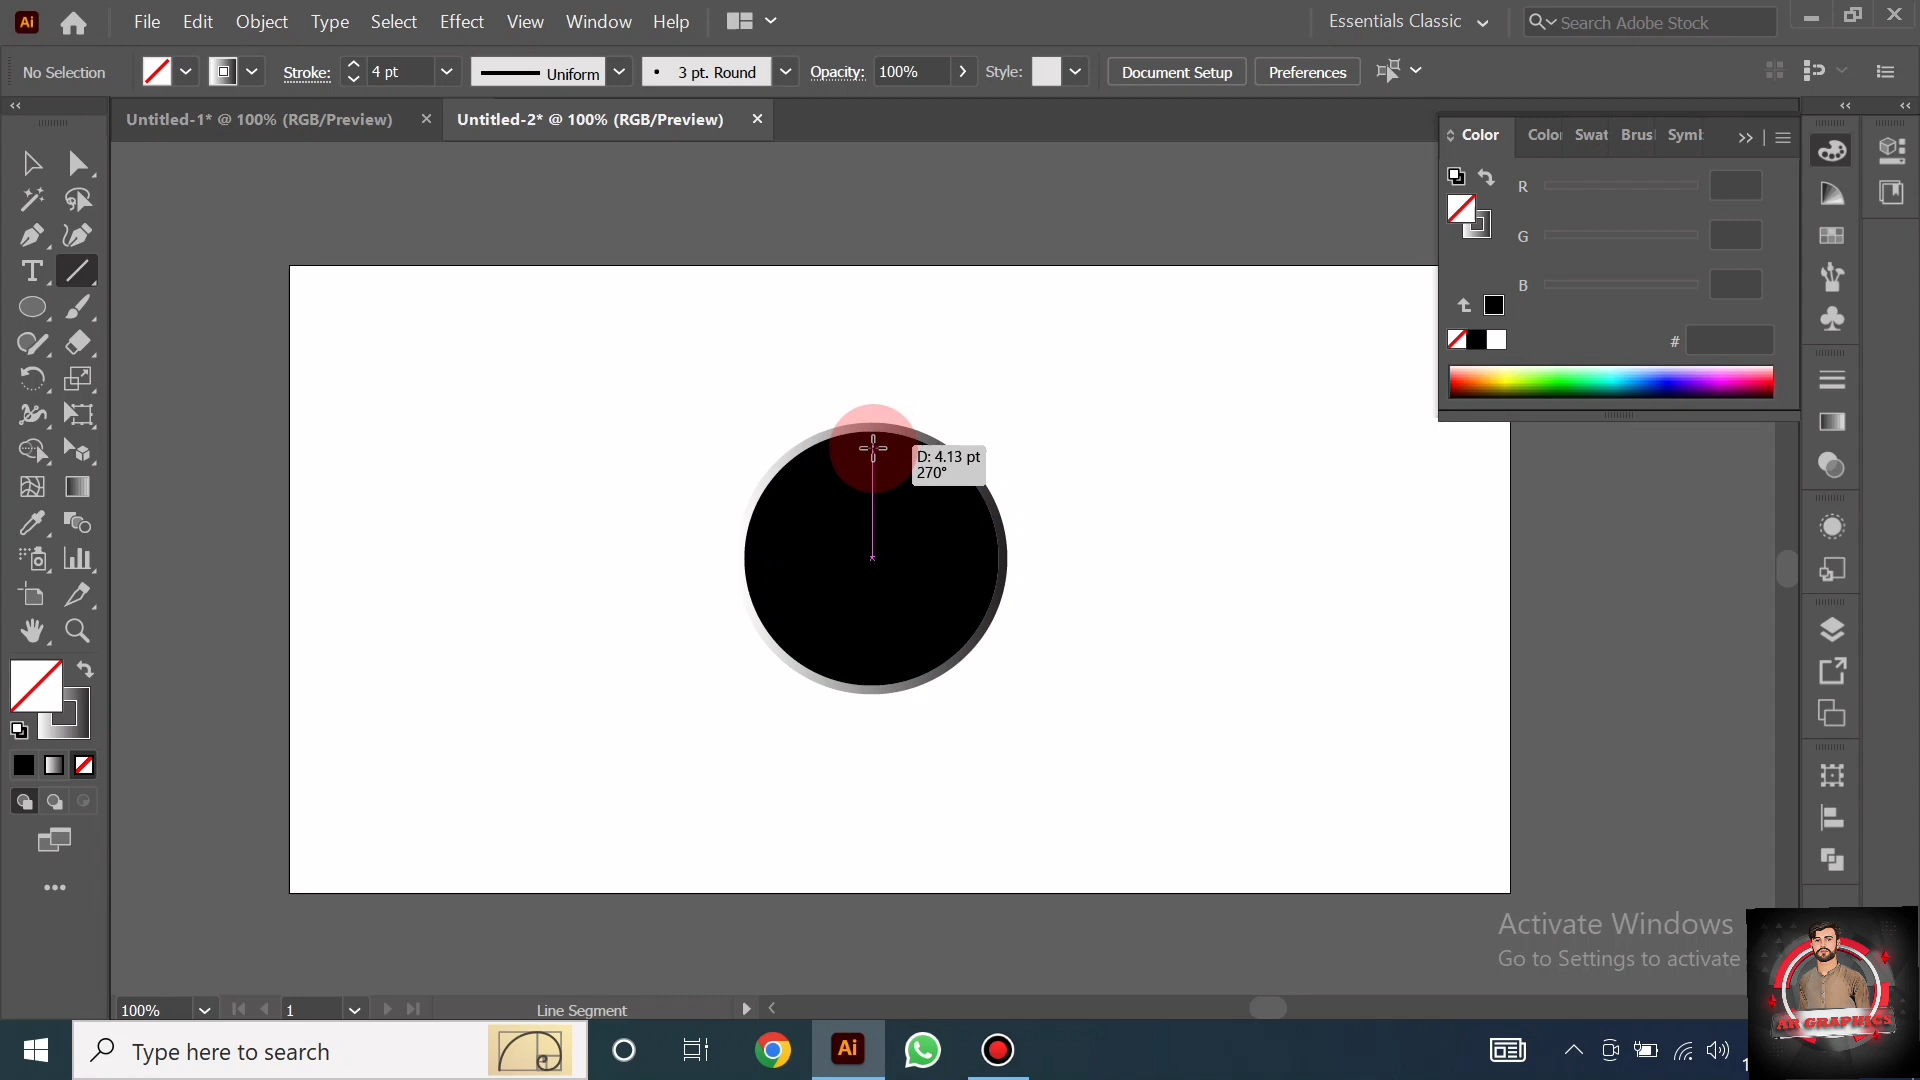 Ai File Edit Object Type Select Effect View Window Help Essentials Classic Search Adobe Stock
No Selection Stroke: 4 pt Uniform 3 pt. Round Opacity: 100% Style: Document Setup Preferences
Untitled-1* @ 100% (RGB/Preview) Untitled-2* @ 100% (RGB/Preview)
Color Color Swat Brus Symb
R
G
B
#
T
D: 4.13 pt
270°
Activate Windows
Go to Settings to activate
AR GRAPHICS
100% 1 Line Segment
Type here to search Ai